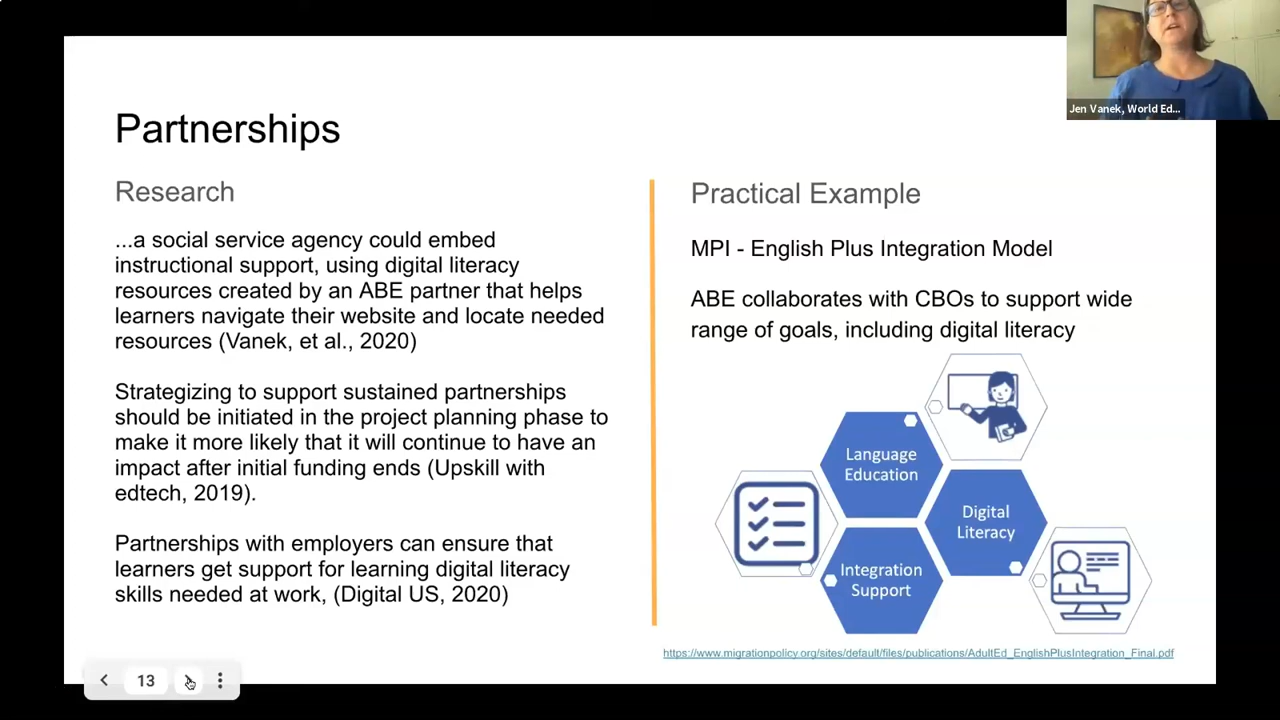 Jen Vanek, World Ed...
Partnerships
Research
...a social service agency could embed
instructional support, using digital literacy
resources created by an ABE partner that helps
learners navigate their website and locate needed
resources (Vanek, et al., 2020)
Strategizing to support sustained partnerships
should be initiated in the project planning phase to
make it more likely that it will continue to have an
impact after initial funding ends (Upskill with
edtech, 2019).
Partnerships with employers can ensure that
learners get support for learning digital literacy
skills needed at work, (Digital US, 2020)
Practical Example
MPI - English Plus Integration Model
ABE collaborates with CBOs to support wide
range of goals, including digital literacy
Language
Education
Digital
Literacy
Integration
Support
https://www.migrationpolicy.org/sites/default/files/publications/AdultEd_EnglishPlusIntegration_Final.pdf
13